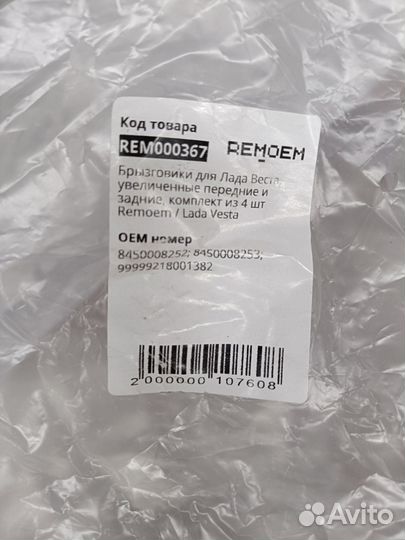 Код товара
REM000367 REMOEM
Брызговики для Лада Веста,
увеличенные передние и
задние, комплект из 4 шт
Remoem / Lada Vesta
OEM номер
8450008252; 8450008253;
99999218001382
2 000000 107608
Avito